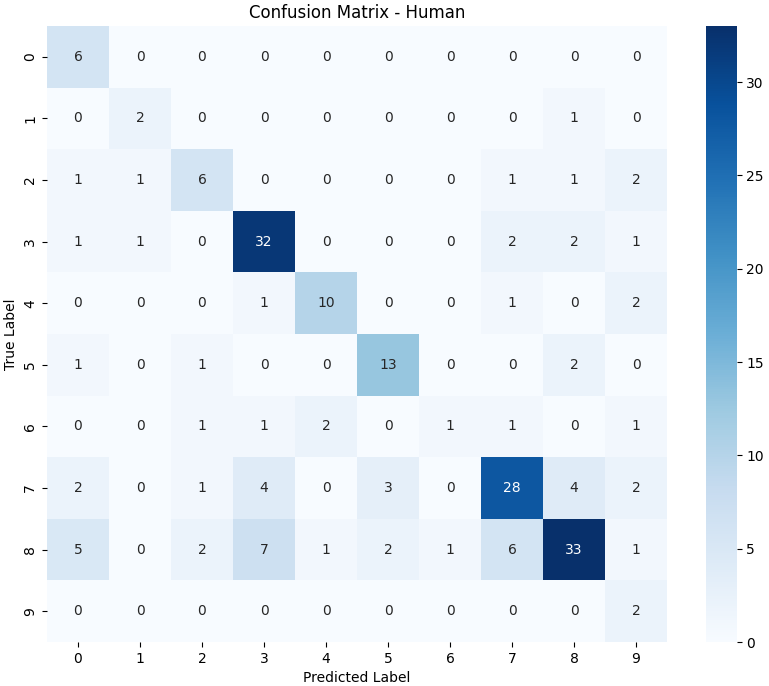 Confusion Matrix - Human
0 6 0 0 0 0 0 0 0 0 0
1 0 2 0 0 0 0 0 0 1 0
2 1 1 6 0 0 0 0 1 1 2
3 1 1 0 32 0 0 0 2 2 1
4 0 0 0 1 10 0 0 1 0 2
5 1 0 1 0 0 13 0 0 2 0
6 0 0 1 1 2 0 1 1 0 1
7 2 0 1 4 0 3 0 28 4 2
8 5 0 2 7 1 2 1 6 33 1
9 0 0 0 0 0 0 0 0 0 2
0 1 2 3 4 5 6 7 8 9
Predicted Label
True Label
30
25
20
15
10
5
0